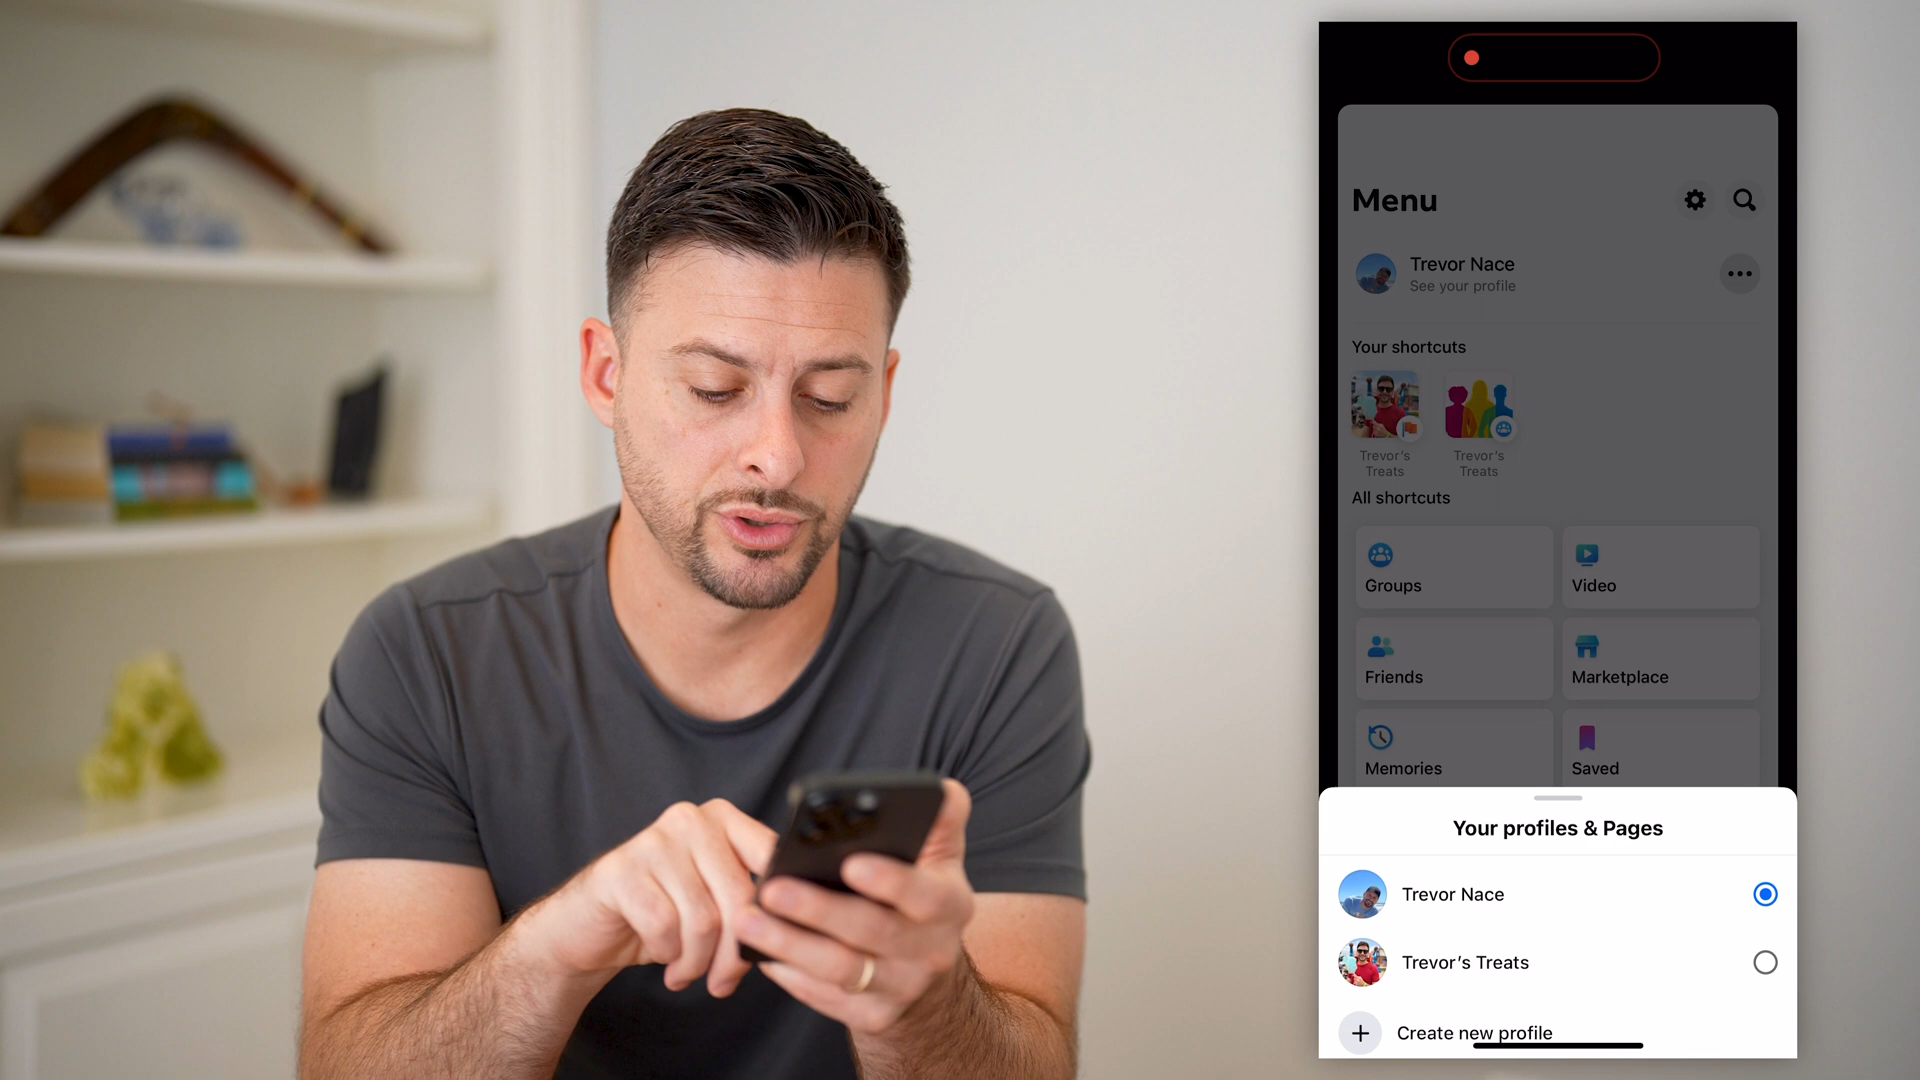 Menu
Trevor Nace
See your profile
Your shortcuts
Trevor's
Treats
Trevor's
Treats
All shortcuts
Groups
Video
Friends
Marketplace
Memories
Saved
Your profiles & Pages
Trevor Nace
Trevor's Treats
Create new profile